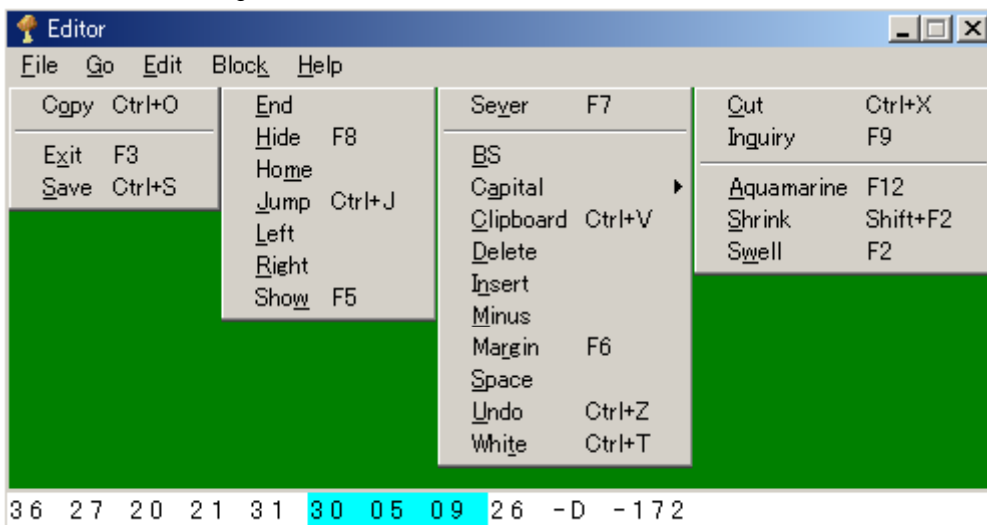 Editor
File Go Edit Block Help
Copy Ctrl+O
Exit F3
Save Ctrl+S
End
Hide F8
Home
Jump Ctrl+J
Left
Right
Show F5
Sever F7
BS
Capital
Clipboard Ctrl+V
Delete
Insert
Minus
Margin F6
Space
Undo Ctrl+Z
White Ctrl+T
Cut Ctrl+X
Inquiry F9
Aquamarine F12
Shrink Shift+F2
Swell F2
36 27 20 21 31 30 05 09 26 -D -172